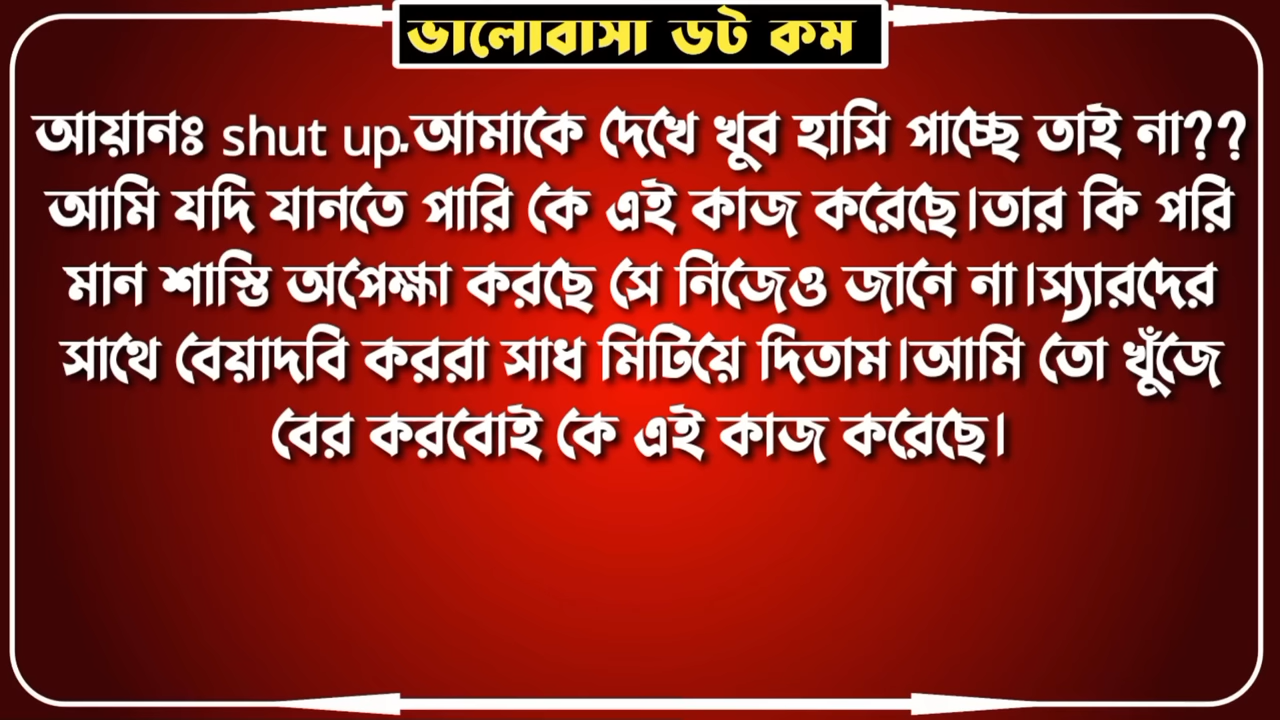 ভালোবাসা ডট কম
আয়ানঃ shut up.আমাকে দেখে খুব হাসি পাচ্ছে তাই না??
আমি যদি যানতে পারি কে এই কাজ করেছে।তার কি পরি
মান শাস্তি অপেক্ষা করছে সে নিজেও জানে না।স্যারদের
সাথে বেয়াদবি কররা সাধ মিটিয়ে দিতাম।আমি তো খুঁজে
বের করবোই কে এই কাজ করেছে।